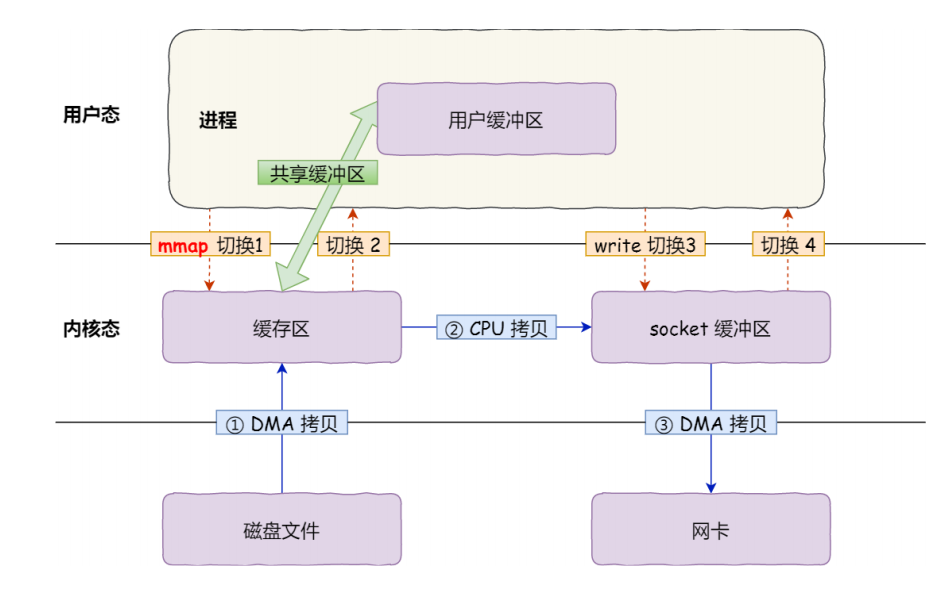 用户态
进程
用户缓冲区
共享缓冲区
mmap 切换1
切换 2
write 切换3
切换 4
内核态
缓存区
② CPU 拷贝
socket 缓冲区
① DMA 拷贝
③ DMA 拷贝
磁盘文件
网卡